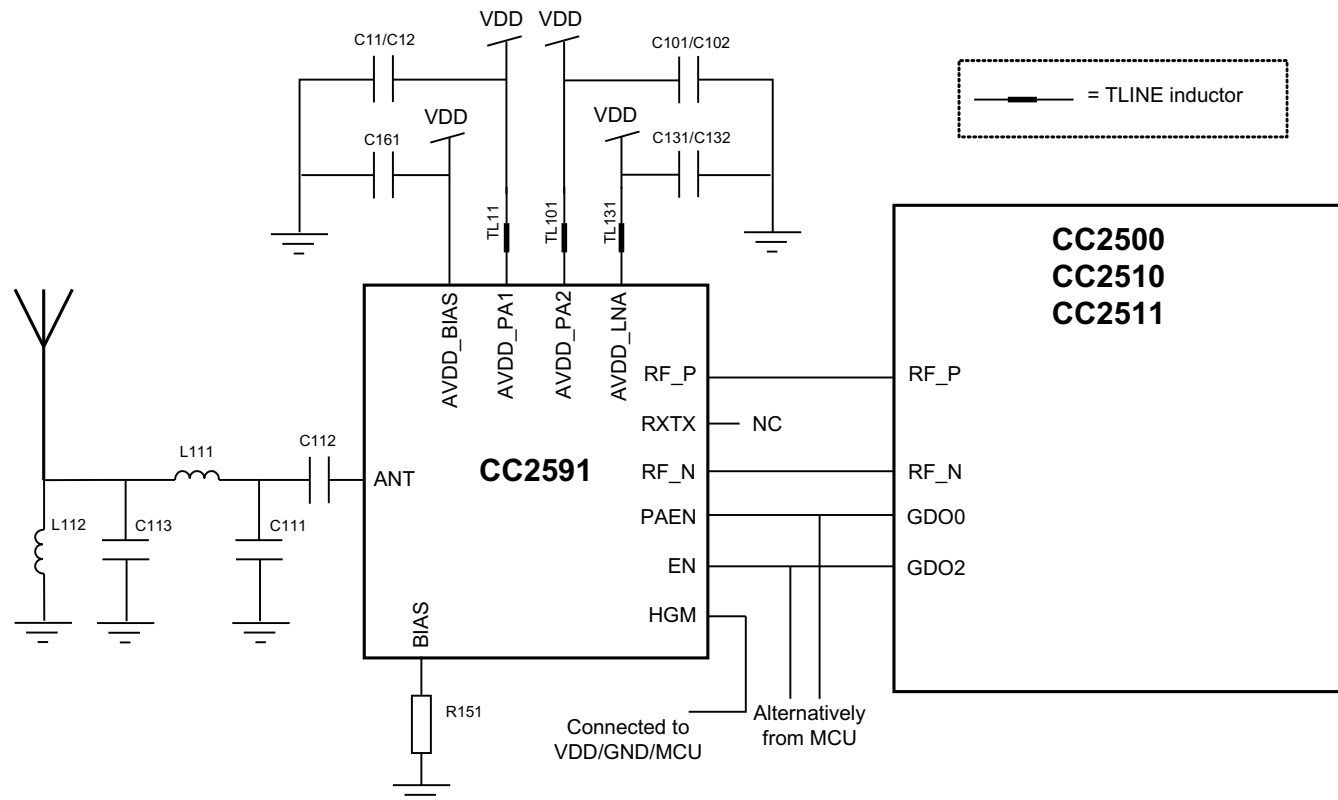 VDD
VDD
C11/C12
C101/C102
= TLINE inductor
VDD
VDD
C161
C131/C132
TL11
TL101
TL131
CC2500
CC2510
CC2511
AVDD_BIAS
AVDD_PA1
AVDD_PA2
AVDD_LNA
RF_P
RF_P
RXTX
NC
L111
C112
ANT
CC2591
RF_N
RF_N
L112
C113
C111
PAEN
GDO0
EN
GDO2
BIAS
HGM
R151
Connected to
VDD/GND/MCU
Alternatively
from MCU